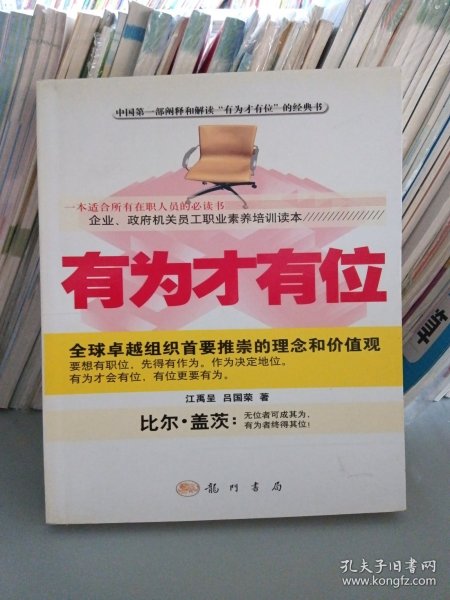 中国第一部阐释和解读“有为才有位”的经典书
一本适合所有在职人员的必读书
企业、政府机关员工职业素养培训读本
有为才有位
全球卓越组织首要推崇的理念和价值观
要想有职位，先得有作为。作为决定地位。
有为才会有位，有位更要有为。
江禹呈 吕国荣 著
比尔·盖茨：
无位者可成其为，
有为者终得其位！
龍門書局
孔夫子旧书网
www.kongfz.com